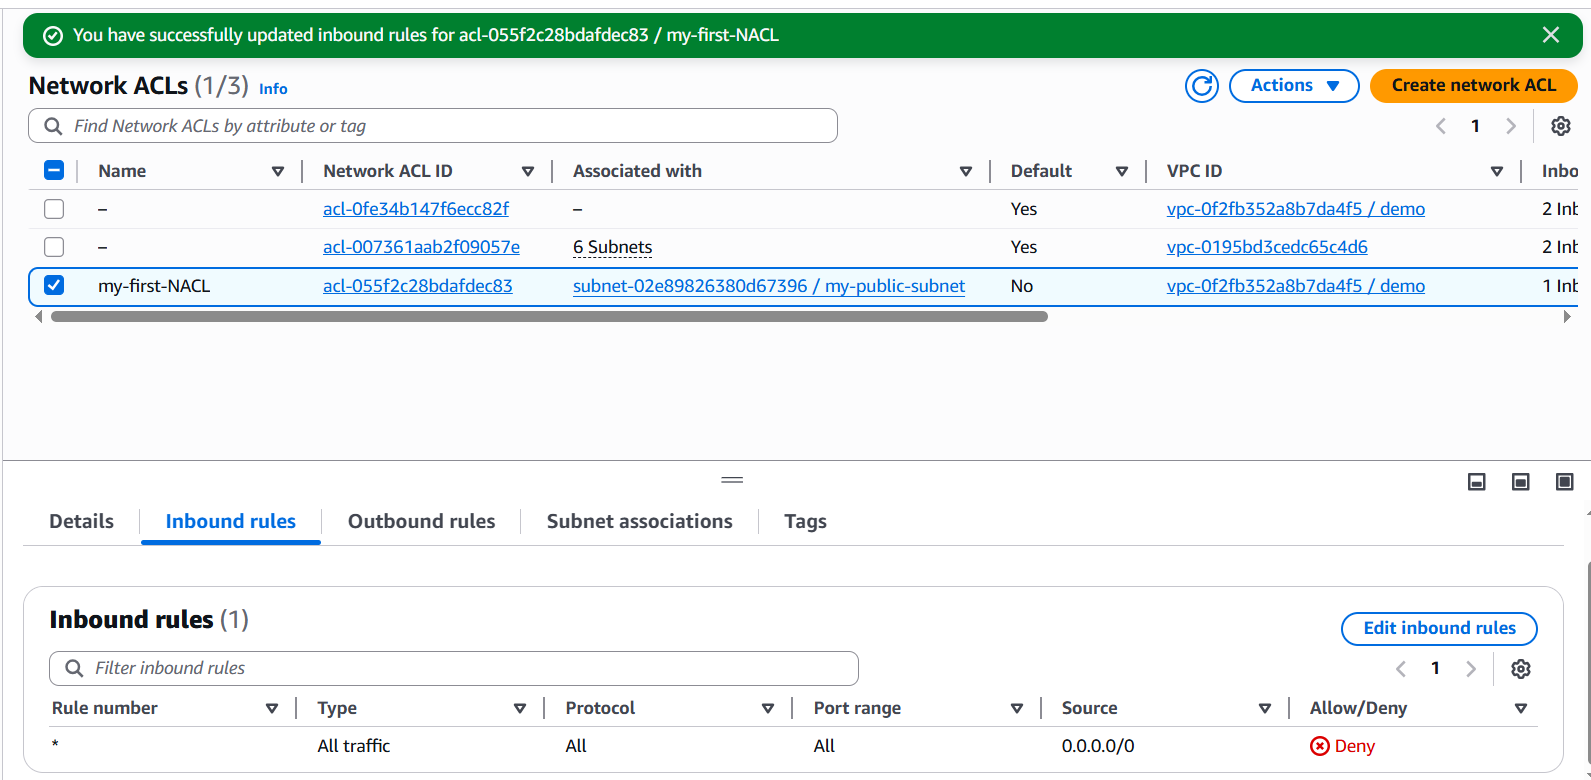 You have successfully updated inbound rules for acl-055f2c28bdafdec83 / my-first-NACL
Network ACLs (1/3) Info
Actions
Create network ACL
Find Network ACLs by attribute or tag
1
Name Network ACL ID Associated with Default VPC ID Inbo
– acl-0fe34b147f6ecc82f – Yes vpc-0f2fb352a8b7da4f5 / demo 2 Inb
– acl-007361aab2f09057e 6 Subnets Yes vpc-0195bd3cedc65c4d6 2 Inb
my-first-NACL acl-055f2c28bdafdec83 subnet-02e89826380d67396 / my-public-subnet No vpc-0f2fb352a8b7da4f5 / demo 1 Inb
Details Inbound rules Outbound rules Subnet associations Tags
Inbound rules (1)
Edit inbound rules
Filter inbound rules
1
Rule number Type Protocol Port range Source Allow/Deny
* All traffic All All 0.0.0.0/0 Deny